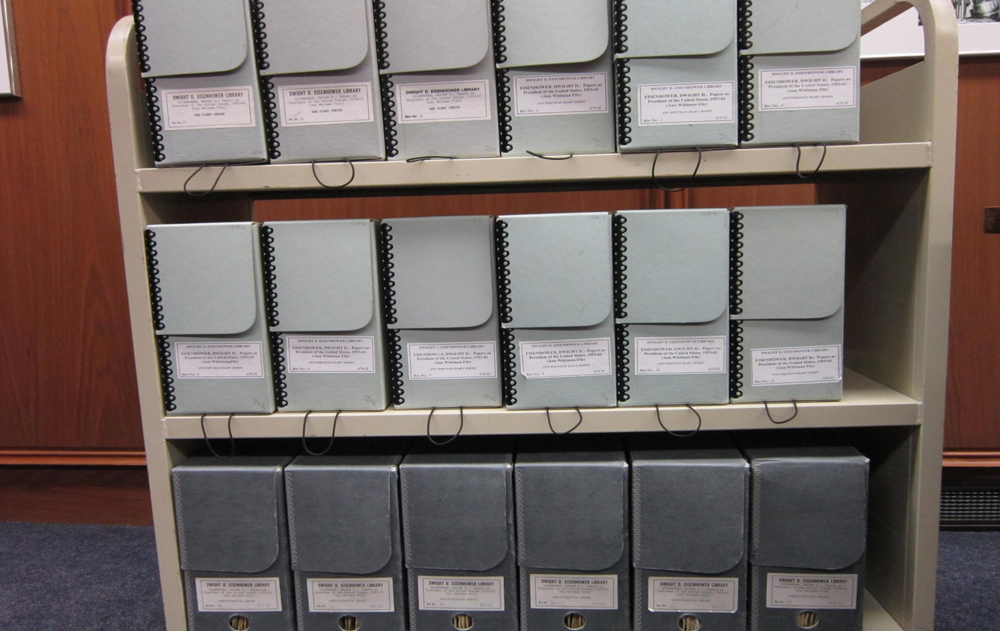 DWIGHT D. EISENHOWER LIBRARY
EISENHOWER, DWIGHT D.: Papers as
President of the United States, 1953-61
[Ann Whitman File]
DDE DIARY SERIES
Box No.
DWIGHT D. EISENHOWER LIBRARY
EISENHOWER, DWIGHT D.: Papers as
President of the United States, 1953-61
[Ann Whitman File]
DDE DIARY SERIES
Box No. 30
DWIGHT D. EISENHOWER LIBRARY
EISENHOWER, DWIGHT D.: Papers as
President of the United States, 1953-61
[Ann Whitman File]
DDE DIARY SERIES
Box No.
DWIGHT D. EISENHOWER LIBRARY
EISENHOWER, DWIGHT D.: Papers as
President of the United States, 1953-61
(Ann Whitman File)
ANN WHITMAN DIARY SERIES
Box No.: 1 A75-22
DWIGHT D. EISENHOWER LIBRARY
EISENHOWER, DWIGHT D.: Papers as
President of the United States, 1953-61
(Ann Whitman File)
ANN WHITMAN DIARY SERIES
Box No.: 2 A75-22
DWIGHT D. EISENHOWER LIBRARY
EISENHOWER, DWIGHT D.: Papers as
President of the United States, 1953-61
(Ann Whitman File)
ANN WHITMAN DIARY SERIES
Box No.: 3 A75-22
DWIGHT D. EISENHOWER LIBRARY
EISENHOWER, DWIGHT D.: Papers as
President of the United States, 1953-61
(Ann Whitman File)
ANN WHITMAN DIARY SERIES
Box No.: 5 A75-22
DWIGHT D. EISENHOWER LIBRARY
EISENHOWER, DWIGHT D.: Papers as
President of the United States, 1953-61
(Ann Whitman File)
ANN WHITMAN DIARY SERIES
Box No.: 6 A75-22
DWIGHT D. EISENHOWER LIBRARY
EISENHOWER, DWIGHT D.: Papers as
President of the United States, 1953-61
(Ann Whitman File)
ANN WHITMAN DIARY SERIES
Box No.: 7 A75-22
DWIGHT D. EISENHOWER LIBRARY
EISENHOWER, DWIGHT D.: Papers as
President of the United States, 1953-61
(Ann Whitman File)
ANN WHITMAN DIARY SERIES
Box No.: 9 A75-22
DWIGHT D. EISENHOWER LIBRARY
EISENHOWER, DWIGHT D.: Papers as
President of the United States, 1953-61
(Ann Whitman File)
ANN WHITMAN DIARY SERIES
Box No.: 10 A75-22
DWIGHT D. EISENHOWER LIBRARY
EISENHOWER, DWIGHT D.: Papers as
President of the United States, 1953-61
(Ann Whitman File)
ANN WHITMAN DIARY SERIES
Box No.: 11 A75-22
DWIGHT D. EISENHOWER LIBRARY
EISENHOWER, DWIGHT D.: Papers as
President of the United States, 1953-61
(Ann Whitman File)
ADMINISTRATION SERIES
Box No. A75-22
DWIGHT D. EISENHOWER LIBRARY
EISENHOWER, DWIGHT D.: Papers as
President of the United States, 1953-61
(Ann Whitman File)
ADMINISTRATION SERIES
Box No. A75-22
DWIGHT D. EISENHOWER LIBRARY
EISENHOWER, DWIGHT D.: Papers as
President of the United States, 1953-61
(Ann Whitman File)
ADMINISTRATION SERIES
Box No. A75-22
DWIGHT D. EISENHOWER LIBRARY
EISENHOWER, DWIGHT D.: Papers as
President of the United States, 1953-61
(Ann Whitman File)
ADMINISTRATION SERIES
Box No. 21 A75-22
DWIGHT D. EISENHOWER LIBRARY
EISENHOWER, DWIGHT D.: Papers as
President of the United States, 1953-61
(Ann Whitman File)
ADMINISTRATION SERIES
Box No. A75-22
DWIGHT D. EISENHOWER LIBRARY
EISENHOWER, DWIGHT D.: Papers as
President of the United States, 1953-61
(Ann Whitman File)
ADMINISTRATION SERIES
Box No. A75-22